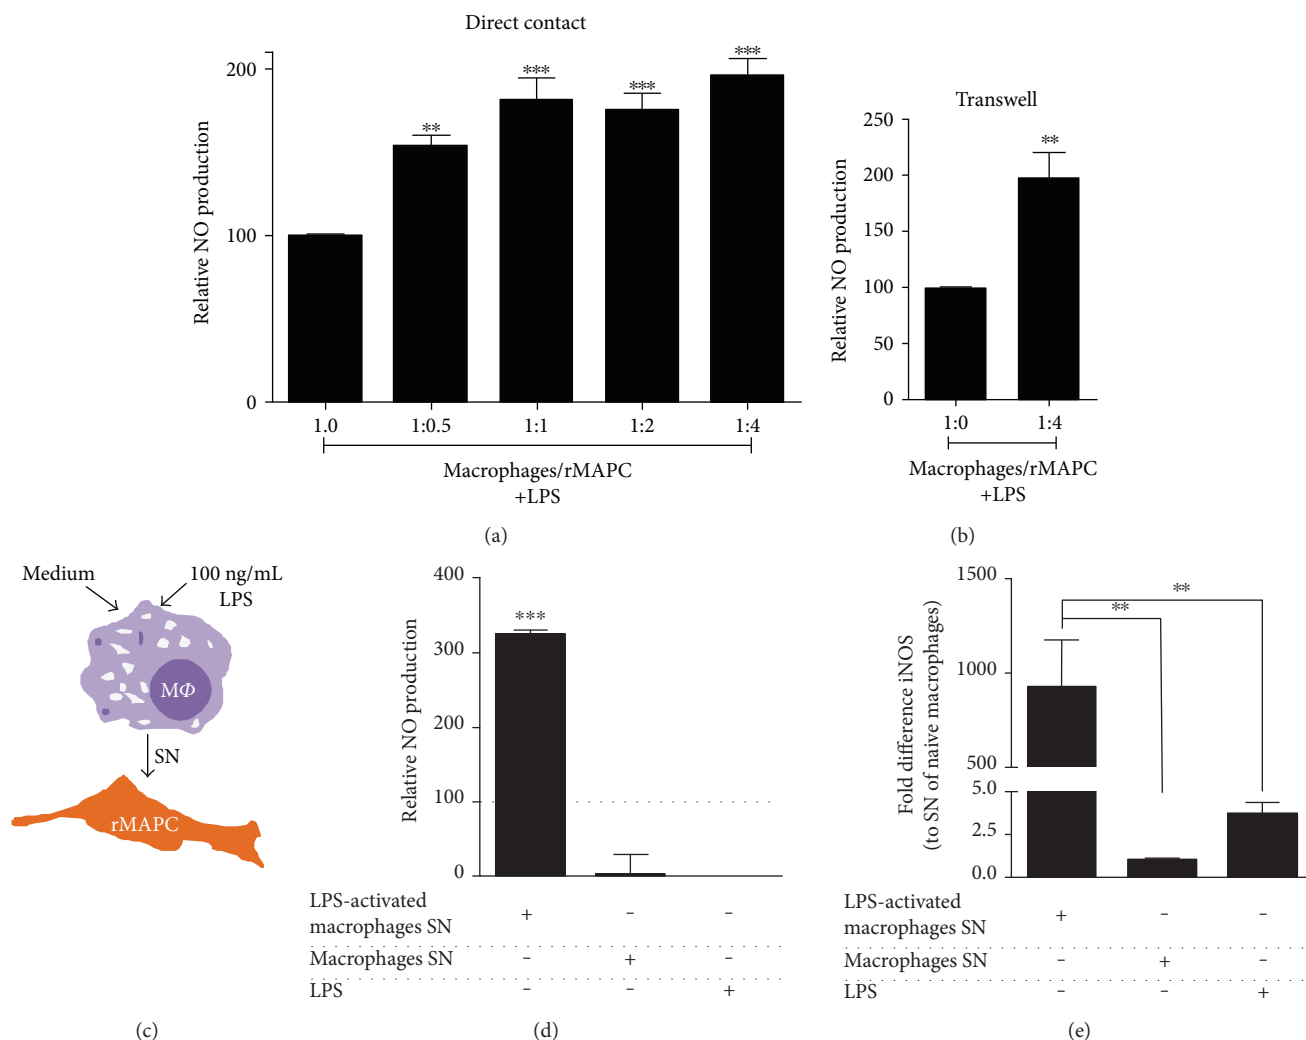 Direct contact
Relative NO production
200
100
0
**
***
***
***
1.0 1:0.5 1:1 1:2 1:4
Macrophages/rMAPC
+LPS
(a)
Transwell
Relative NO production
250
200
150
100
50
0
**
1:0 1:4
Macrophages/rMAPC
+LPS
(b)
Medium
100 ng/mL
LPS
MΦ
SN
rMAPC
(c)
Relative NO production
400
300
200
100
0
***
LPS-activated
macrophages SN + – –
Macrophages SN – + –
LPS – – +
(d)
Fold difference iNOS
(to SN of naive macrophages)
1500
1000
500
5.0
2.5
0.0
**
**
LPS-activated
macrophages SN + – –
Macrophages SN – + –
LPS – – +
(e)